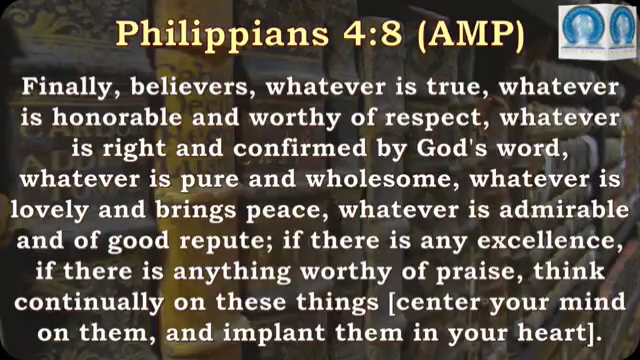 Philippians 4:8 (AMP)
Finally, believers, whatever is true, whatever
is honorable and worthy of respect, whatever
is right and confirmed by God's word,
whatever is pure and wholesome, whatever is
lovely and brings peace, whatever is admirable
and of good repute; if there is any excellence,
if there is anything worthy of praise, think
continually on these things [center your mind
on them, and implant them in your heart].